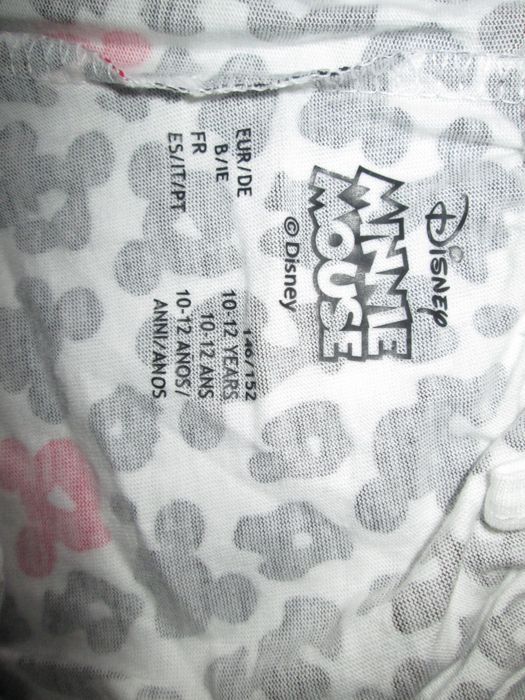 Disney
MINNIE
MOUSE
© Disney
EUR/DE 146/152
B/IE 10-12 YEARS
FR 10-12 ANS
ES/IT/PT 10-12 ANOS/
ANNI/ANOS